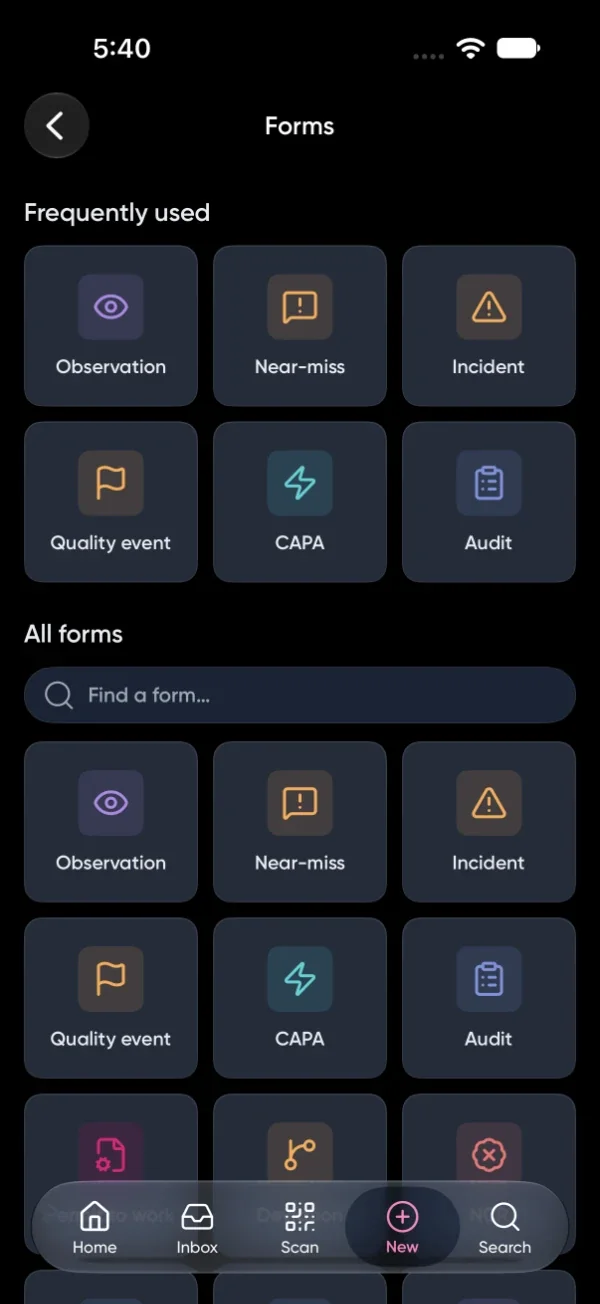 5:40
Forms
Frequently used
Observation
Near-miss
Incident
Quality event
CAPA
Audit
All forms
Find a form...
Observation
Near-miss
Incident
Quality event
CAPA
Audit
Home
Inbox
Scan
New
Search